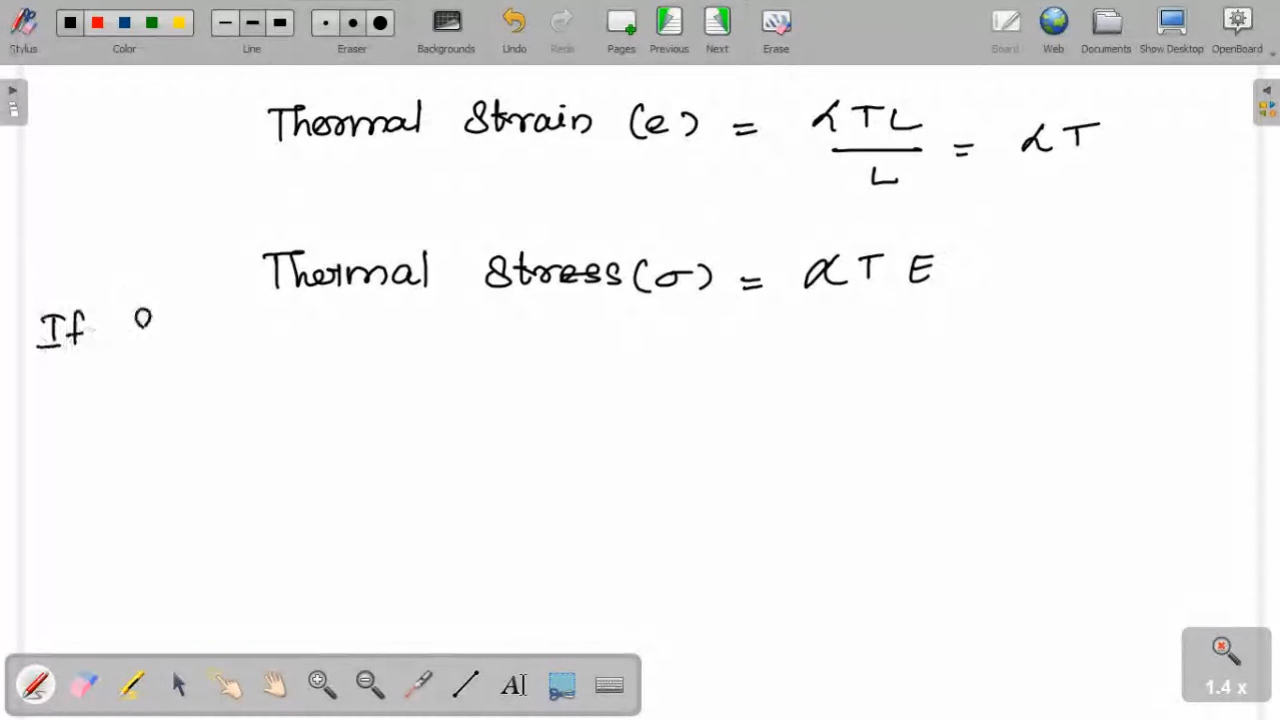 Stylus Color Line Eraser Backgrounds Undo Redo Pages Previous Next Erase Board Web Documents Show Desktop OpenBoard
Thermal Strain (e) = αTL / L = αT
Thermal Stress (σ) = αTE
If
1.4 x